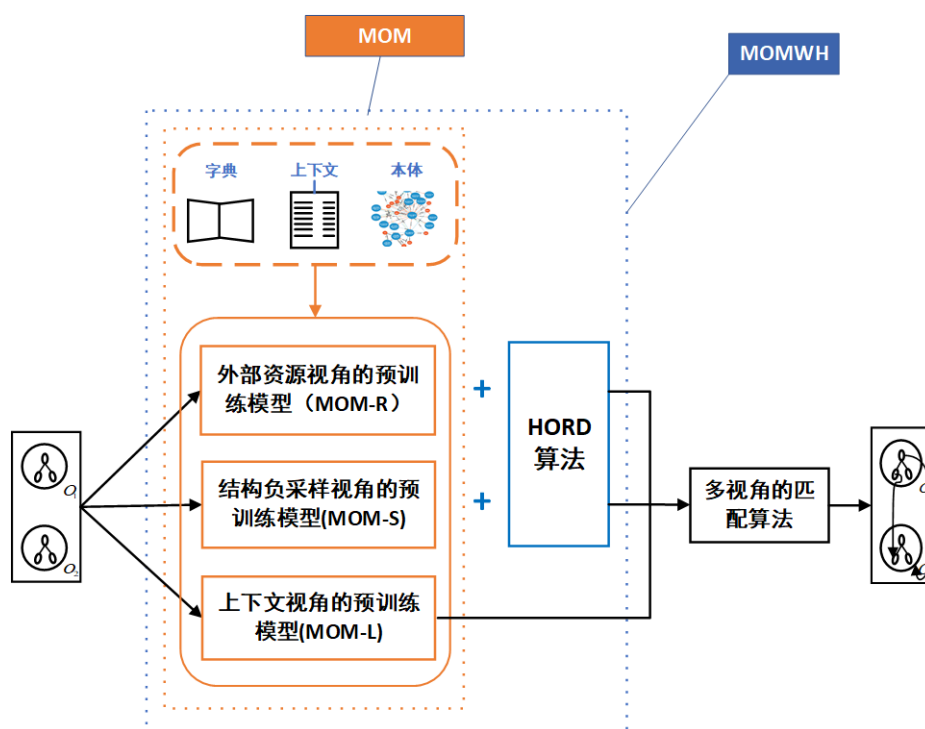 MOM
MOMWH
字典
上下文
本体
外部资源视角的预训
练模型（MOM-R）
结构负采样视角的预
训练模型(MOM-S)
上下文视角的预训练
模型(MOM-L)
+
+
HORD
算法
O₁
O₂
多视角的匹
配算法